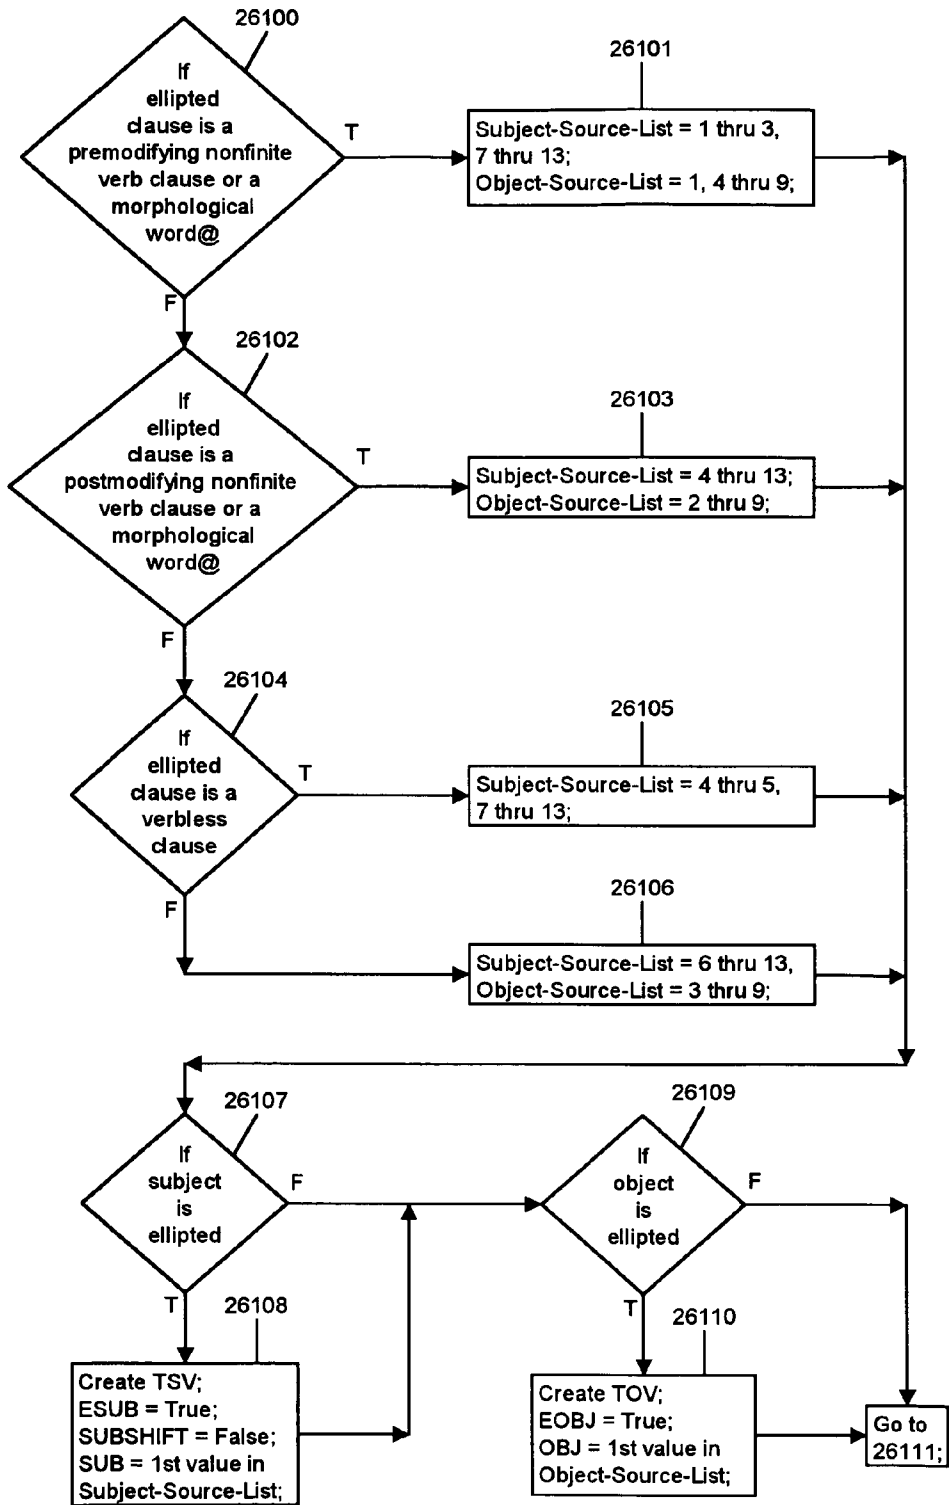 26100
If
ellipted
clause is a
premodifying nonfinite
verb clause or a
morphological
word@
T
F
26101
Subject-Source-List = 1 thru 3,
7 thru 13;
Object-Source-List = 1, 4 thru 9;
26102
If
ellipted
clause is a
postmodifying nonfinite
verb clause or a
morphological
word@
T
F
26103
Subject-Source-List = 4 thru 13;
Object-Source-List = 2 thru 9;
26104
If
ellipted
clause is a
verbless
clause
T
F
26105
Subject-Source-List = 4 thru 5,
7 thru 13;
26106
Subject-Source-List = 6 thru 13,
Object-Source-List = 3 thru 9;
26107
If
subject
is
ellipted
F
T
26108
Create TSV;
ESUB = True;
SUBSHIFT = False;
SUB = 1st value in
Subject-Source-List;
26109
If
object
is
ellipted
F
T
26110
Create TOV;
EOBJ = True;
OBJ = 1st value in
Object-Source-List;
Go to
26111;